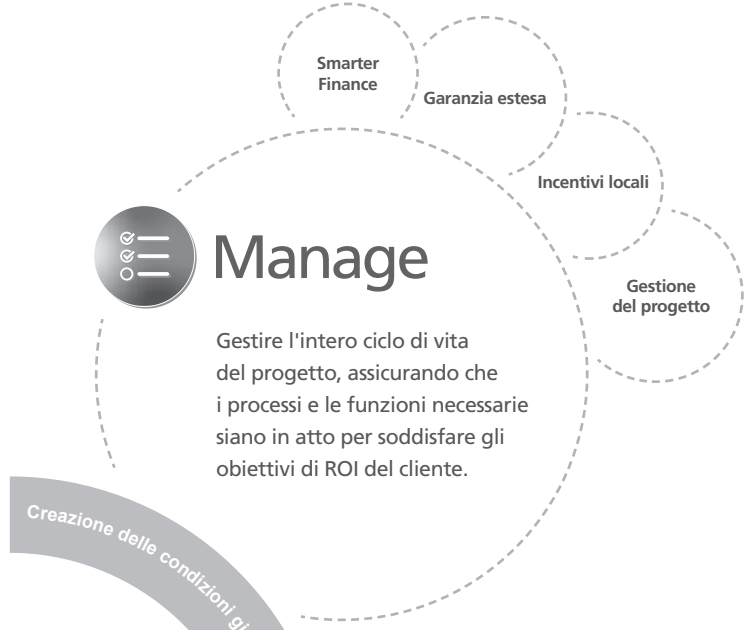 Smarter
Finance
Garanzia estesa
Incentivi locali
Gestione
del progetto
Manage
Gestire l'intero ciclo di vita
del progetto, assicurando che
i processi e le funzioni necessarie
siano in atto per soddisfare gli
obiettivi di ROI del cliente.
Creazione delle condizioni